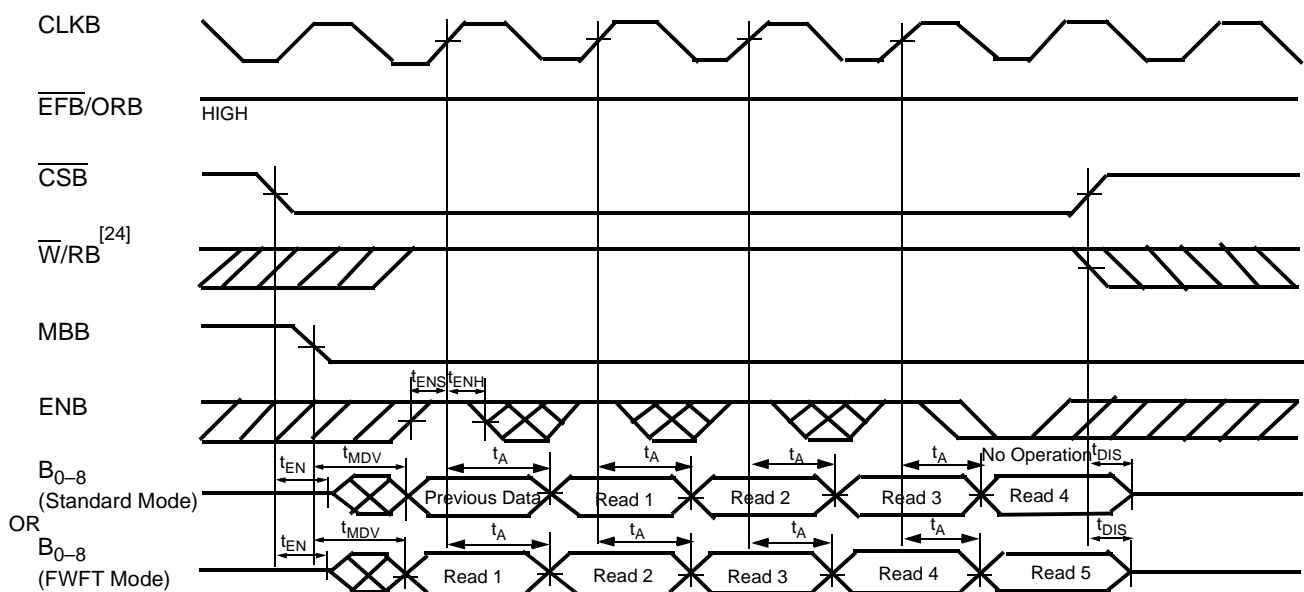 CLKB
EFB/ORB
HIGH
CSB
W/RB[24]
MBB
tENS
tENH
ENB
tEN
tMDV
tA
tA
tA
tA
No Operation
tDIS
B0–8
(Standard Mode)
Previous Data
Read 1
Read 2
Read 3
Read 4
OR
tEN
tMDV
tA
tA
tA
tA
tDIS
B0–8
(FWFT Mode)
Read 1
Read 2
Read 3
Read 4
Read 5